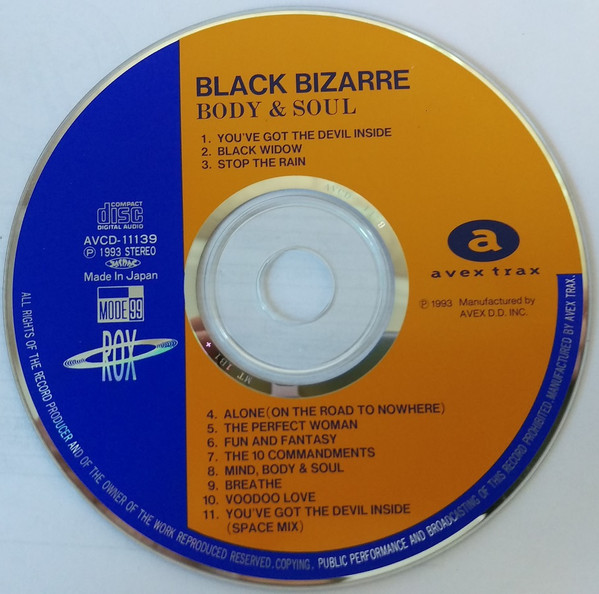 BLACK BIZARRE
BODY & SOUL
1. YOU'VE GOT THE DEVIL INSIDE
2. BLACK WIDOW
3. STOP THE RAIN
COMPACT
disc
DIGITAL AUDIO
AVCD-11139
Ⓟ 1993 STEREO
Made In Japan
MODE 99
ROX
a
avex trax
Ⓟ 1993 Manufactured by
AVEX D.D. INC.
4. ALONE(ON THE ROAD TO NOWHERE)
5. THE PERFECT WOMAN
6. FUN AND FANTASY
7. THE 10 COMMANDMENTS
8. MIND, BODY & SOUL
9. BREATHE
10. VOODOO LOVE
11. YOU'VE GOT THE DEVIL INSIDE
(SPACE MIX)
ALL RIGHTS OF THE RECORD PRODUCER AND OF THE OWNER OF THE WORK REPRODUCED RESERVED. COPYING, PUBLIC PERFORMANCE AND BROADCASTING OF THIS RECORD PROHIBITED. MANUFACTURED BY AVEX TRAX.